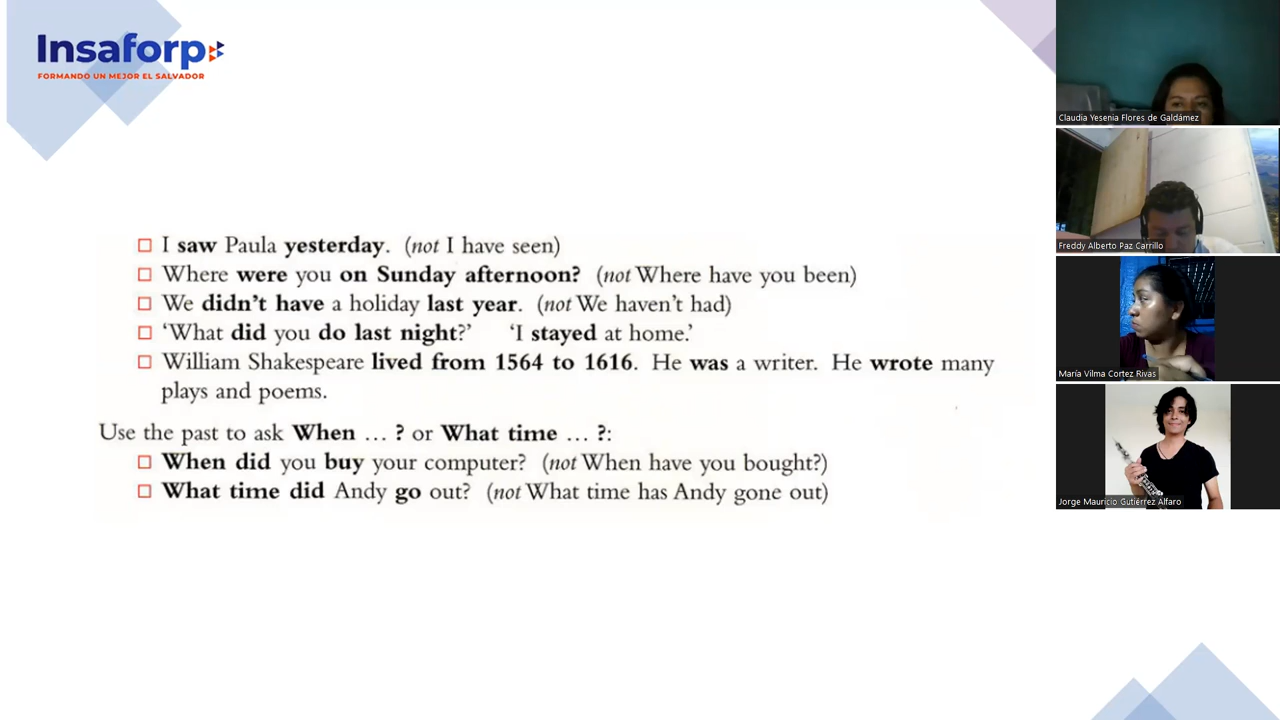 Insaforp
FORMANDO UN MEJOR EL SALVADOR
I saw Paula yesterday. (not I have seen)
Where were you on Sunday afternoon? (not Where have you been)
We didn't have a holiday last year. (not We haven't had)
‘What did you do last night?’ ‘I stayed at home.’
William Shakespeare lived from 1564 to 1616. He was a writer. He wrote many
plays and poems.
Use the past to ask When … ? or What time … ?:
When did you buy your computer? (not When have you bought?)
What time did Andy go out? (not What time has Andy gone out)
Claudia Yesenia Flores de Galdámez
Freddy Alberto Paz Carrillo
María Vilma Cortez Rivas
Jorge Mauricio Gutiérrez Alfaro